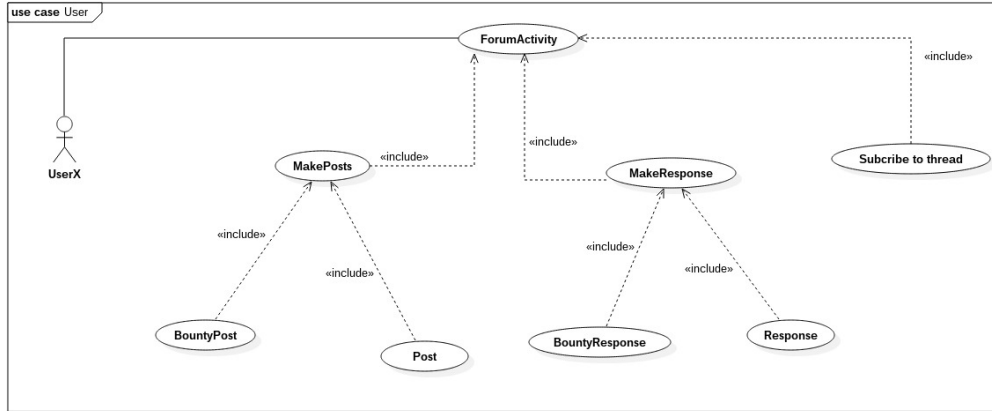 use case User
ForumActivity
«include»
«include»
«include»
UserX
MakePosts
MakeResponse
Subcribe to thread
«include»
«include»
«include»
«include»
BountyPost
Post
BountyResponse
Response